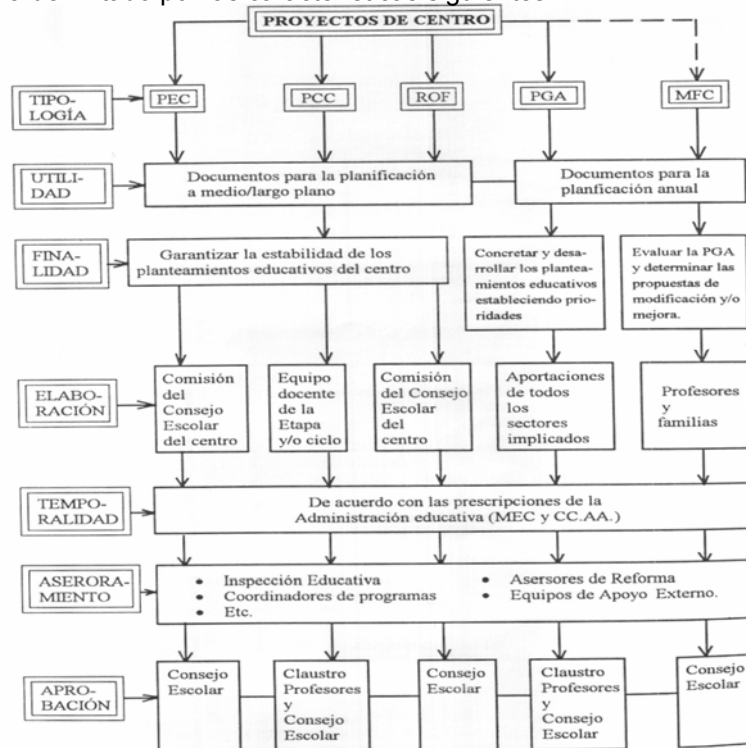 PROYECTOS DE CENTRO
TIPO-
LOGÍA
PEC
PCC
ROF
PGA
MFC
UTILI-
DAD
Documentos para la planificación
a medio/largo plano
Documentos para la
planficación anual
FINA-
LIDAD
Garantizar la estabilidad de los
planteamientos educativos del centro
Concretar y desa-
rrollar los plantea-
mientos educativos
estableciendo prio-
ridades
Evaluar la PGA
y determinar las
propuestas de
modificación y/o
mejora.
ELABO-
RACIÓN
Comisión
del
Consejo
Escolar
del centro
Equipo
docente
de la
Etapa
y/o ciclo
Comisión
del Consejo
Escolar
del
centro
Aportaciones
de todos
los
sectores
implicados
Profesores
y
familias
TEMPO-
RALIDAD
De acuerdo con las prescripciones de la
Administración educativa (MEC y CC.AA.)
ASERORA-
MIENTO
• Inspección Educativa
• Coordinadores de programas
• Etc.
• Asersores de Reforma
• Equipos de Apoyo Externo.
APRO-
BACIÓN
Consejo
Escolar
Claustro
Profesores
y
Consejo
Escolar
Consejo
Escolar
Claustro
Profesores
y
Consejo
Escolar
Consejo
Escolar